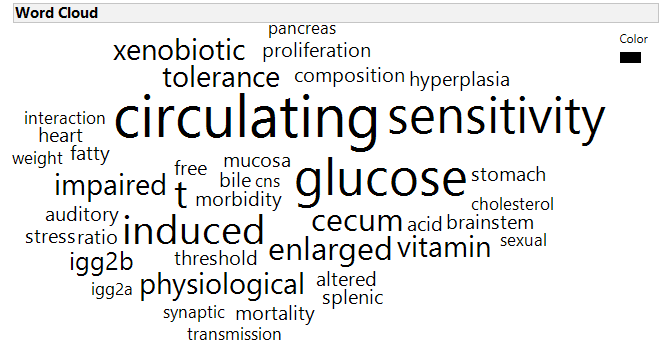 Word Cloud
Color
pancreas
xenobiotic proliferation
tolerance composition hyperplasia
interaction circulating sensitivity
heart
weight fatty
free mucosa glucose stomach
impaired t bile cns
morbidity cholesterol
auditory induced cecum acid brainstem
stress ratio enlarged vitamin sexual
igg2b threshold
igg2a physiological altered
splenic
synaptic mortality
transmission